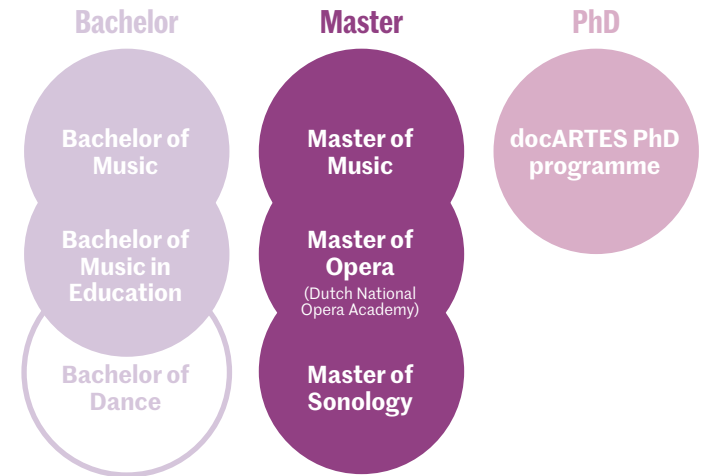 Bachelor
Bachelor of
Music
Bachelor of
Music in
Education
Bachelor of
Dance
Master
Master of
Music
Master of
Opera
(Dutch National
Opera Academy)
Master of
Sonology
PhD
docARTES PhD
programme